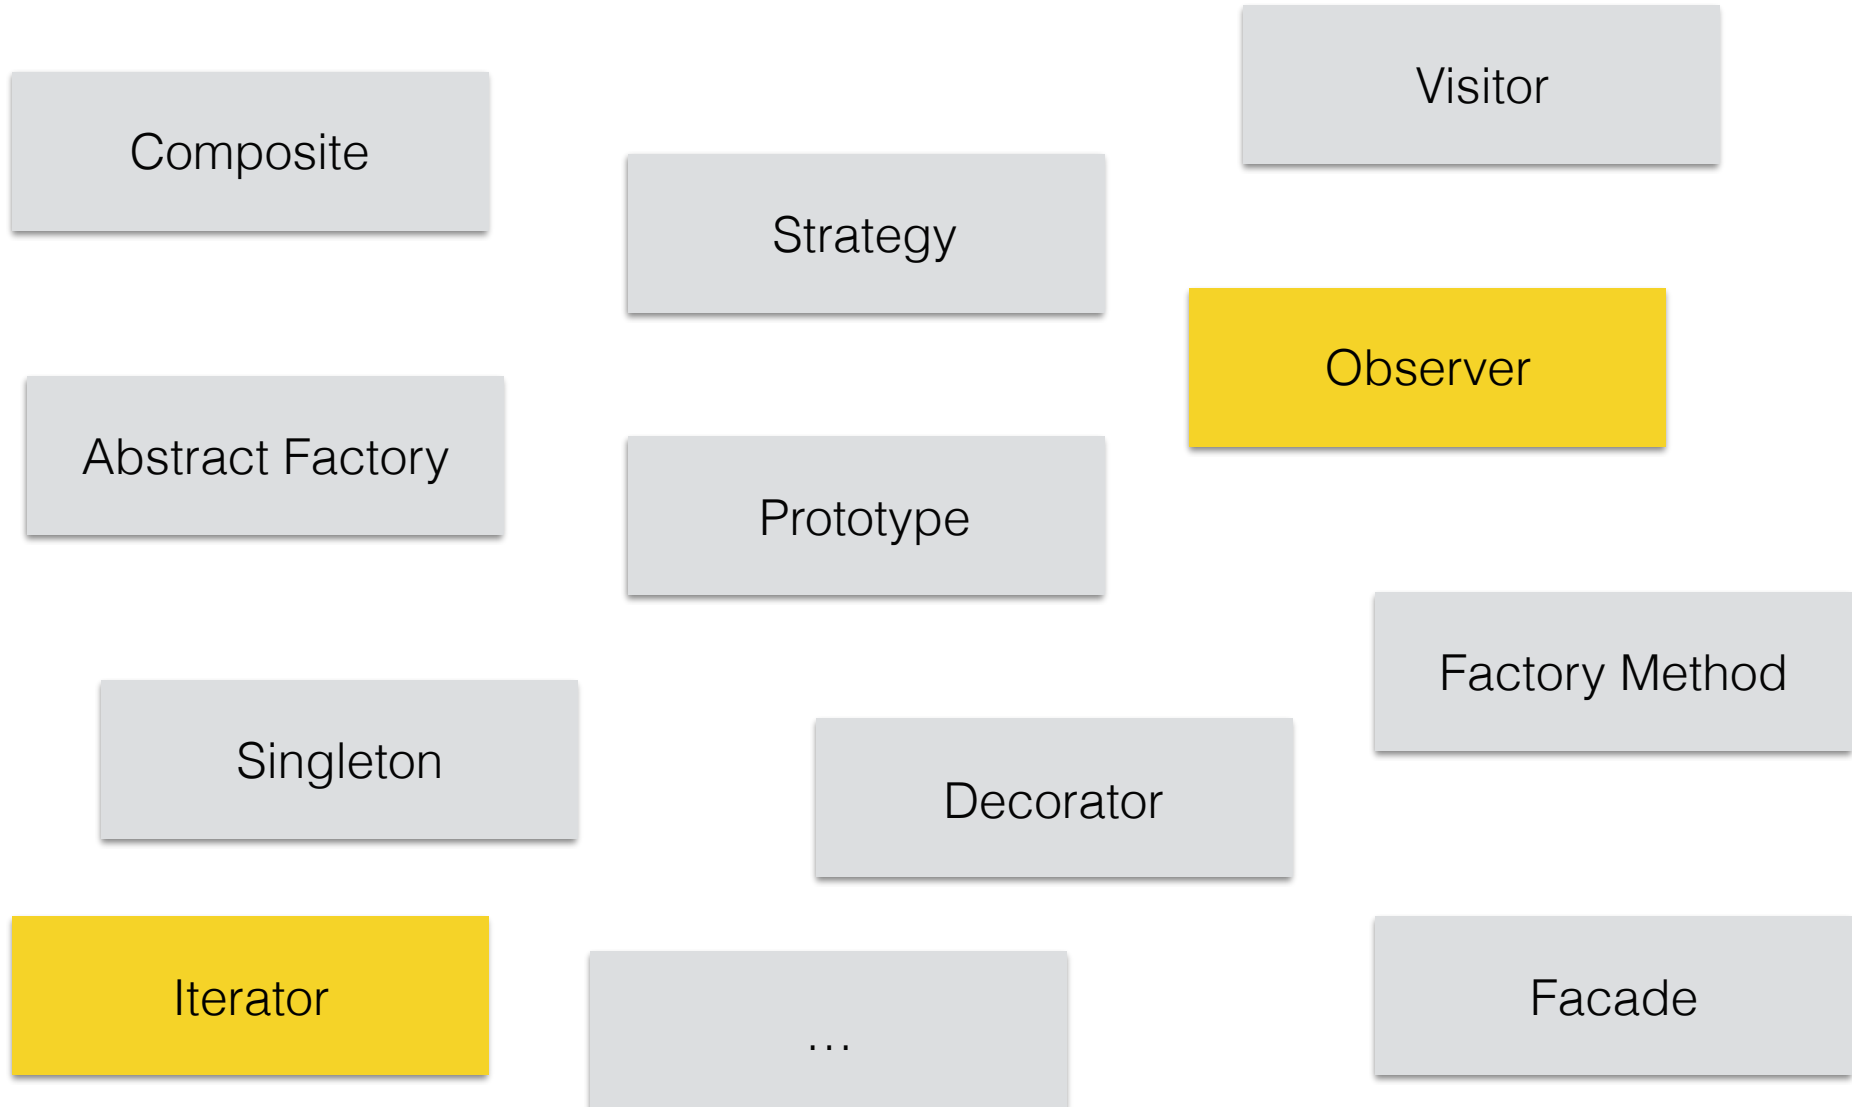 Visitor
Composite
Strategy
Observer
Abstract Factory
Prototype
Factory Method
Singleton
Decorator
Iterator
Facade
...